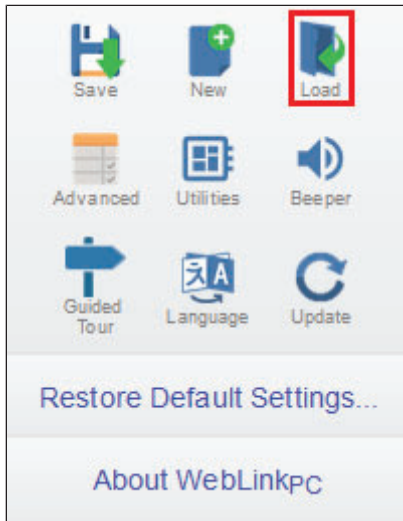 Save New Load
Advanced Utilities Beeper
Guided
Tour Language Update
Restore Default Settings...
About WebLinkPC